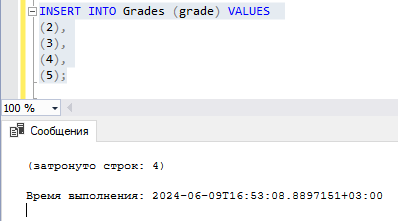 INSERT INTO Grades (grade) VALUES
(2),
(3),
(4),
(5);
100 %
Сообщения
(затронуто строк: 4)
Время выполнения: 2024-06-09T16:53:08.8897151+03:00